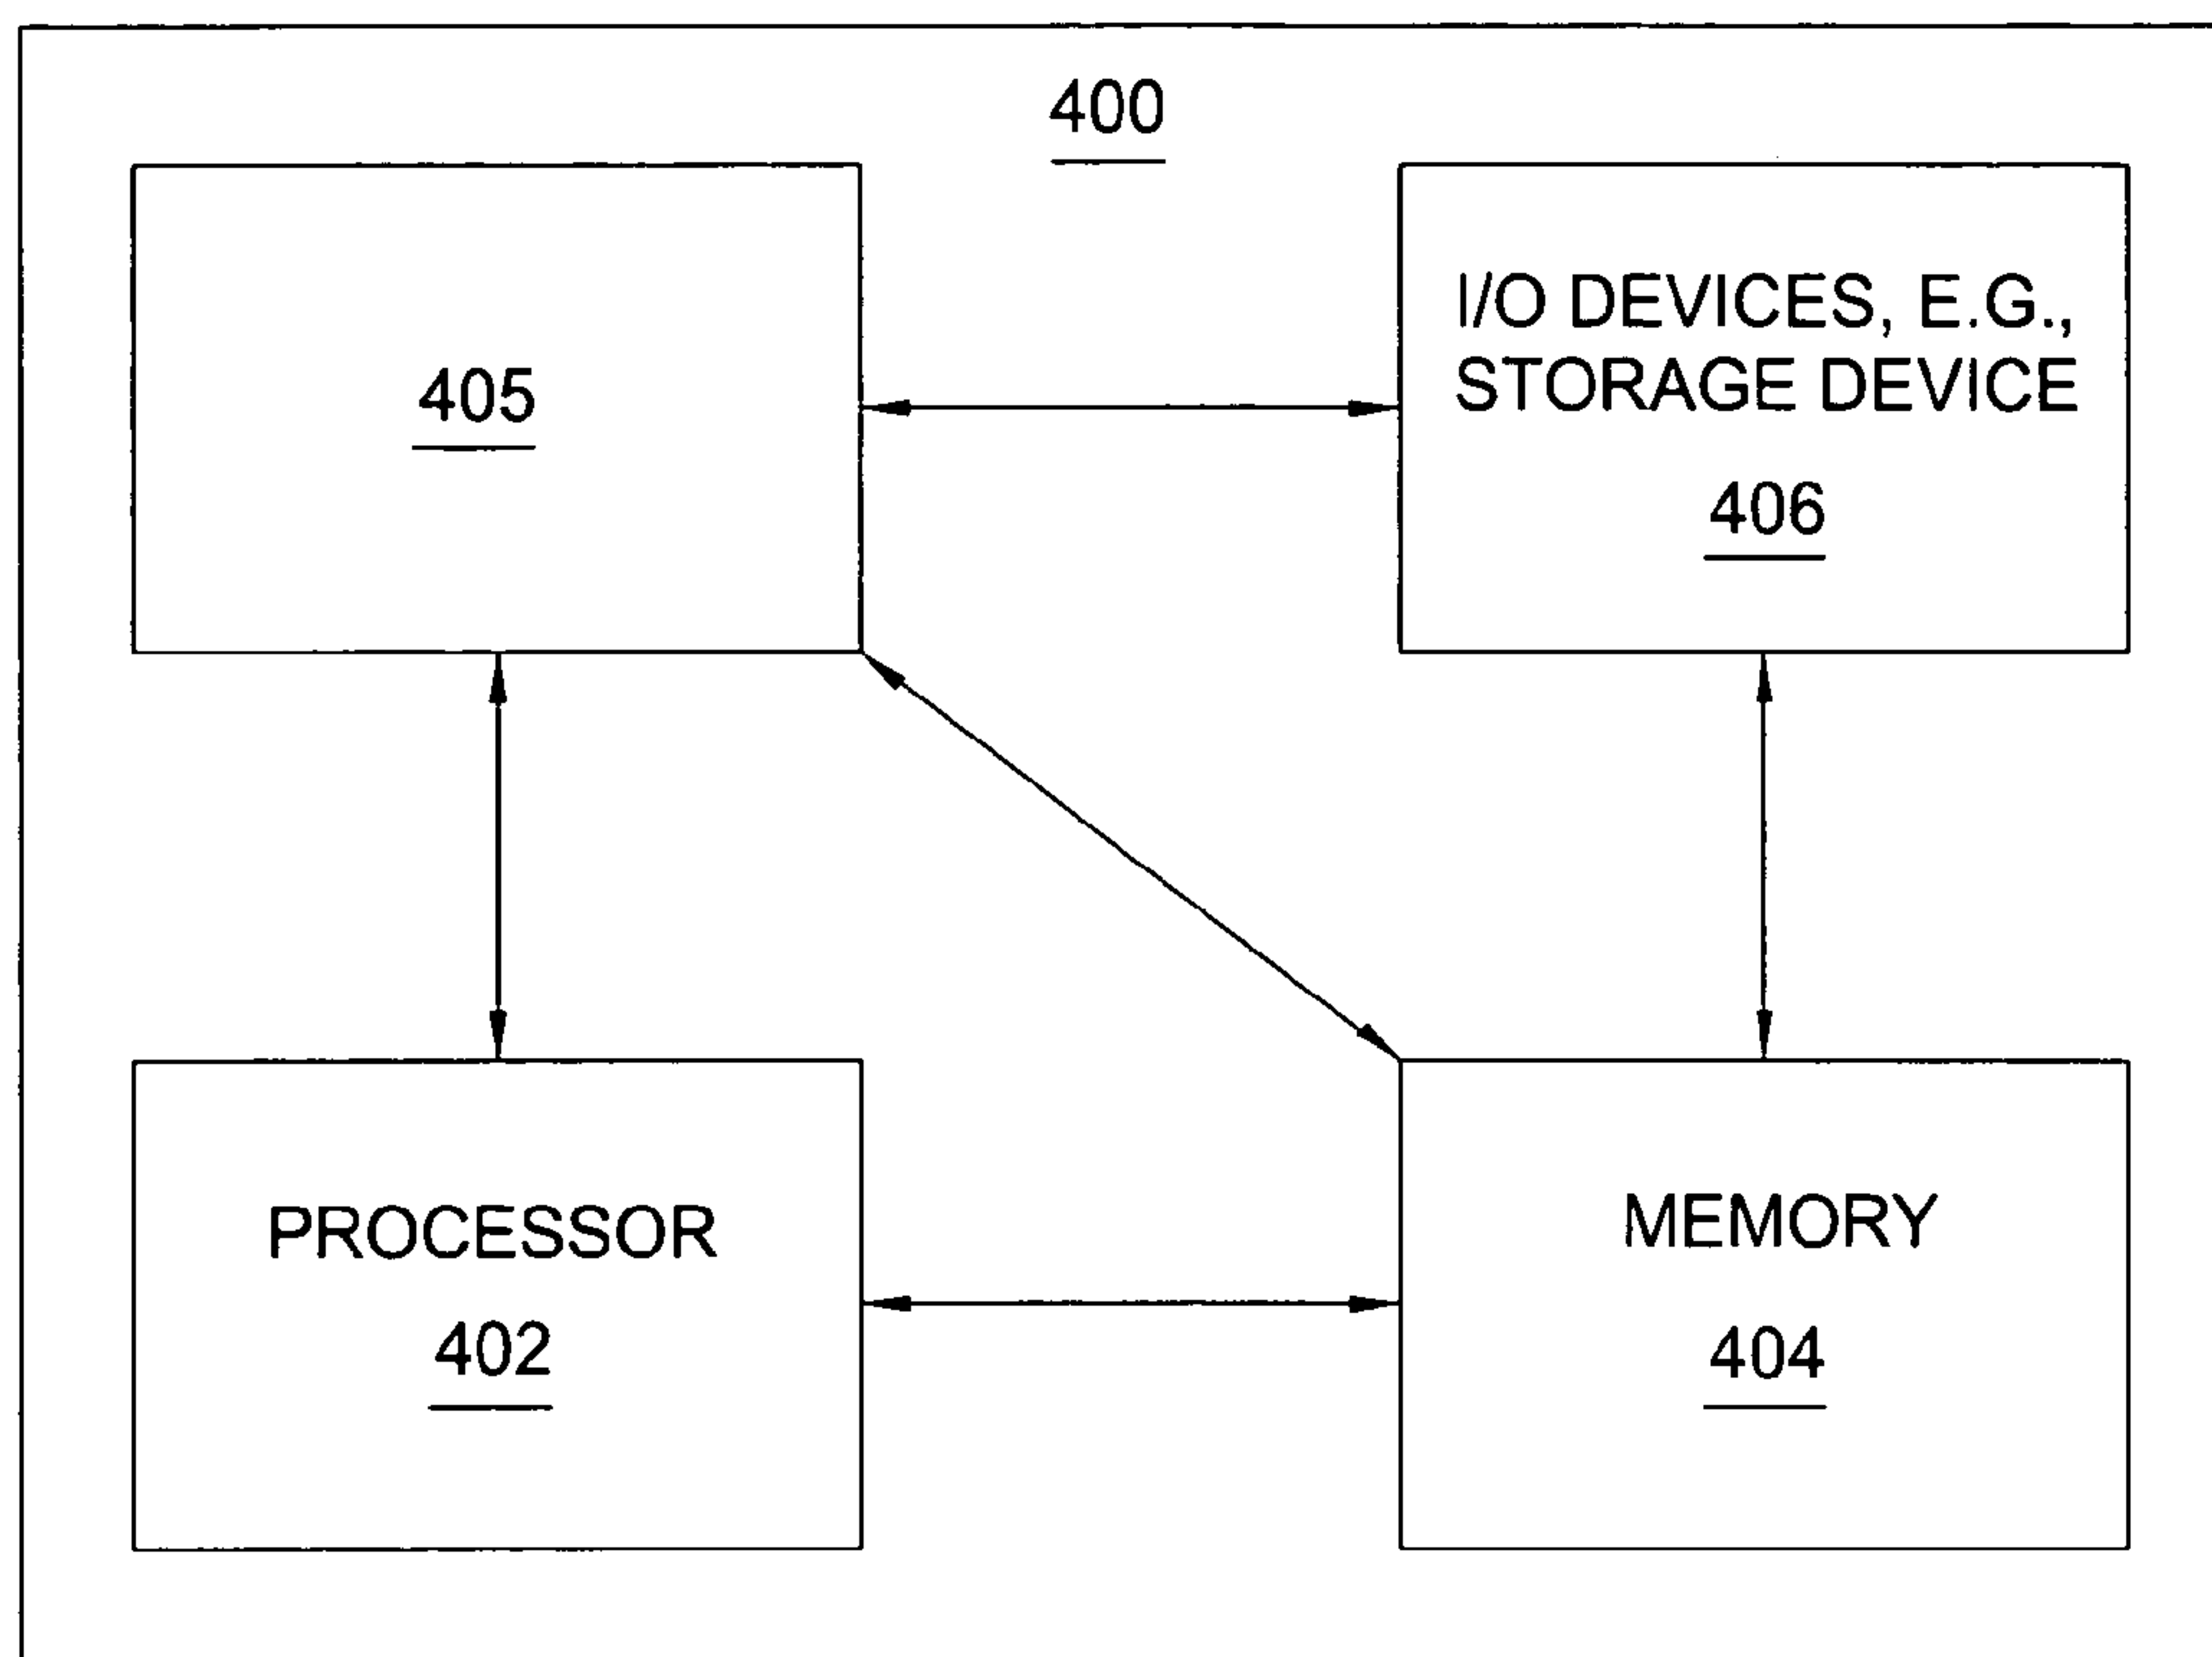 400
405
I/O DEVICES, E.G.,
STORAGE DEVICE
406
PROCESSOR
402
MEMORY
404